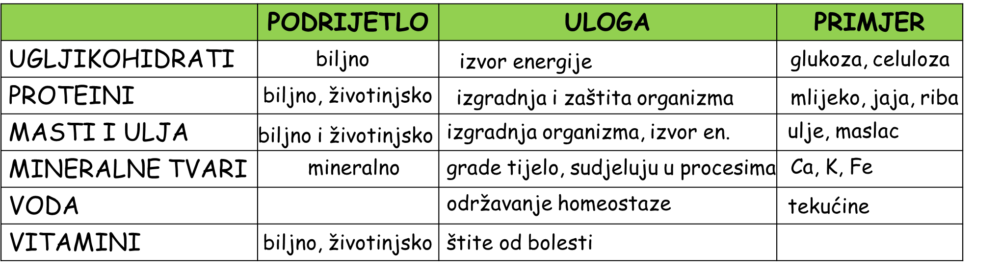 PODRIJETLO ULOGA PRIMJER
UGLJIKOHIDRATI biljno izvor energije glukoza, celuloza
PROTEINI biljno, životinjsko izgradnja i zaštita organizma mlijeko, jaja, riba
MASTI I ULJA biljno i životinjsko izgradnja organizma, izvor en. ulje, maslac
MINERALNE TVARI mineralno grade tijelo, sudjeluju u procesima Ca, K, Fe
VODA održavanje homeostaze tekućine
VITAMINI biljno, životinjsko štite od bolesti